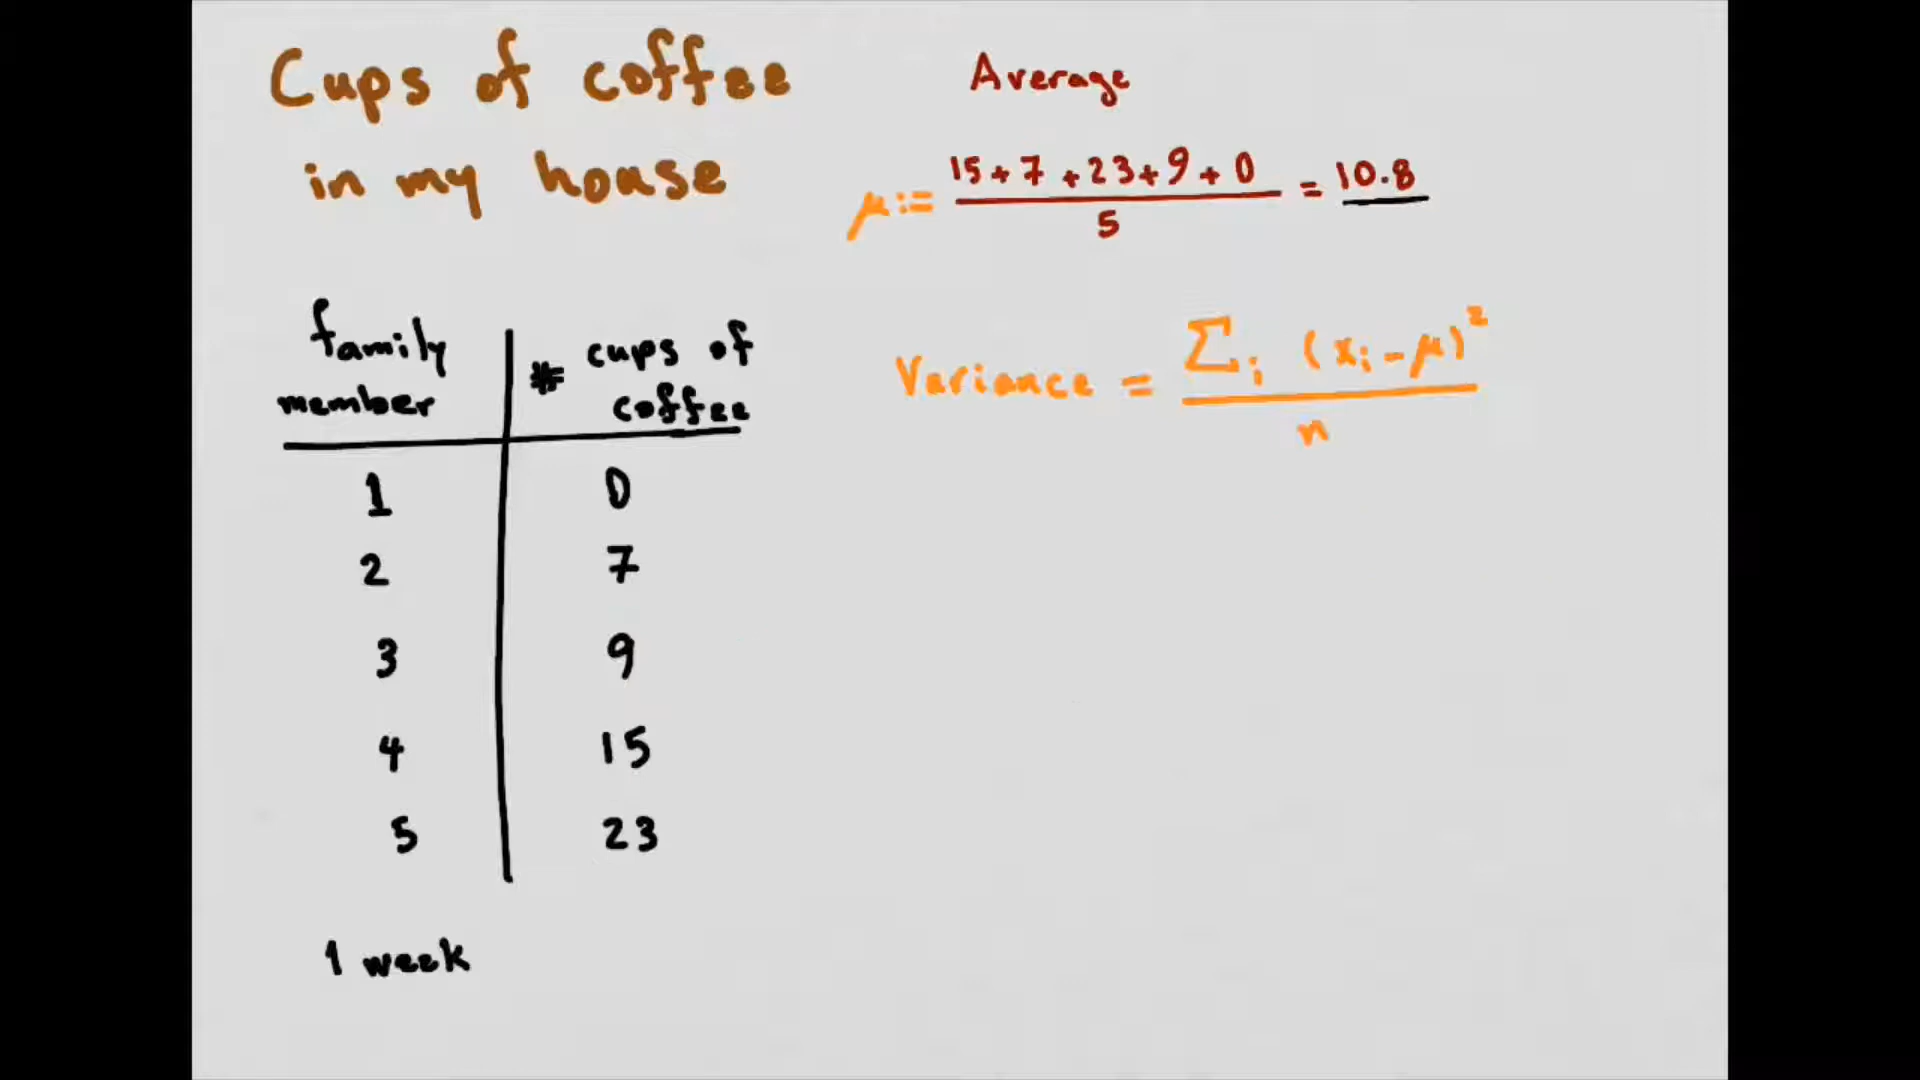 Cups of coffee
in my house
Average
μ:= 15+7+23+9+0 / 5 = 10.8
Variance = Σi (xi-μ)² / n
family member | # cups of coffee
1 | 0
2 | 7
3 | 9
4 | 15
5 | 23
1 week